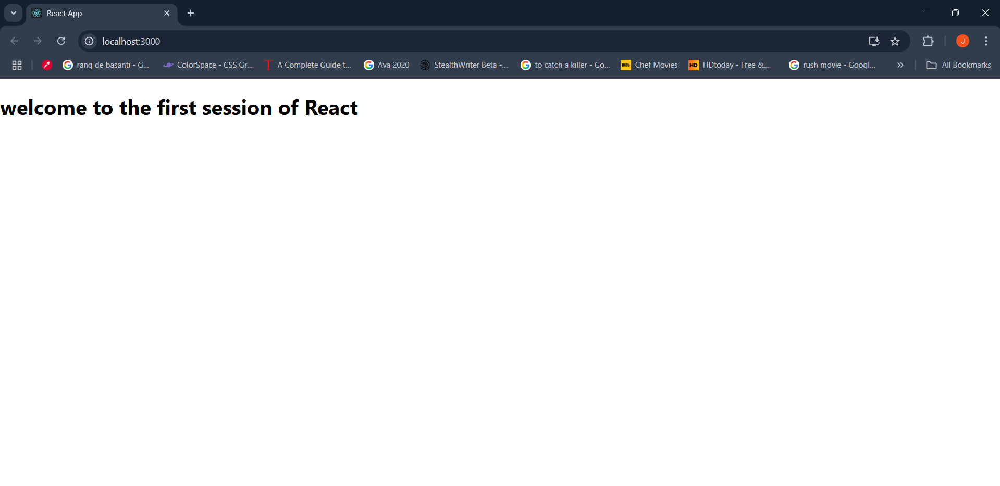 React App
localhost:3000
rang de basanti - G...
ColorSpace - CSS Gr...
T
A Complete Guide t...
Ava 2020
StealthWriter Beta -...
to catch a killer - Go...
IMDb
Chef Movies
HD
HDtoday - Free &...
rush movie - Googl...
All Bookmarks
J
welcome to the first session of React